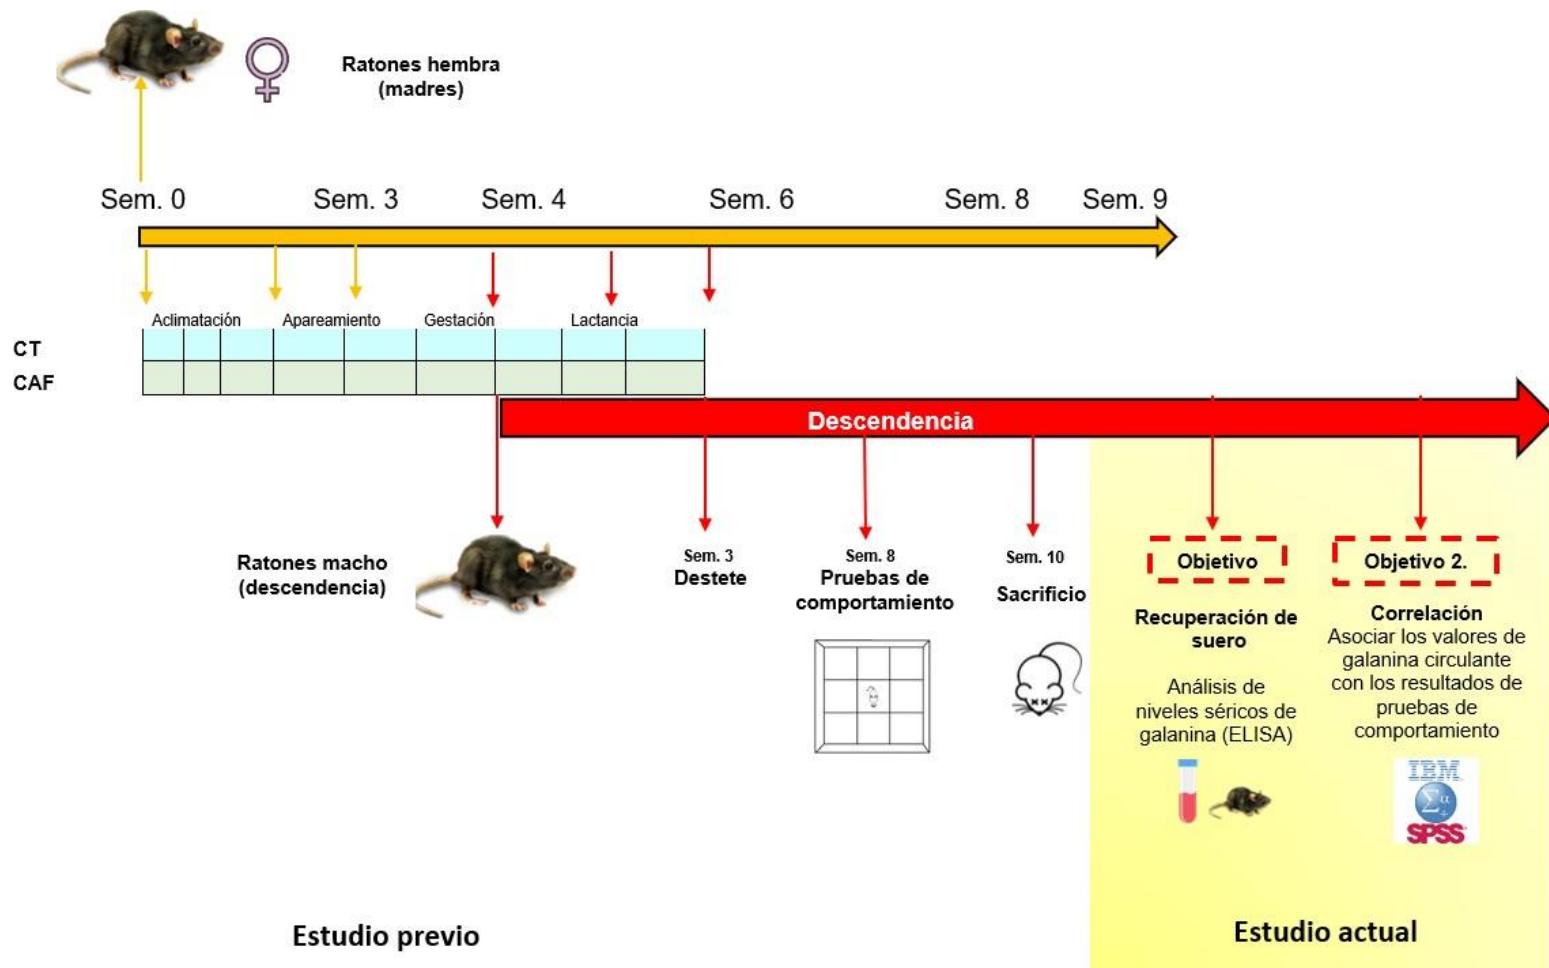 Ratones hembra
(madres)
Sem. 0
Sem. 3
Sem. 4
Sem. 6
Sem. 8
Sem. 9
Aclimatación
Apareamiento
Gestación
Lactancia
CT
CAF
Descendencia
Ratones macho
(descendencia)
Sem. 3
Destete
Sem. 8
Pruebas de
comportamiento
Sem. 10
Sacrificio
Objetivo
Recuperación de
suero
Análisis de
niveles séricos de
galanina (ELISA)
Objetivo 2.
Correlación
Asociar los valores de
galanina circulante
con los resultados de
pruebas de
comportamiento
IBM
Σα+
SPSS
Estudio previo
Estudio actual